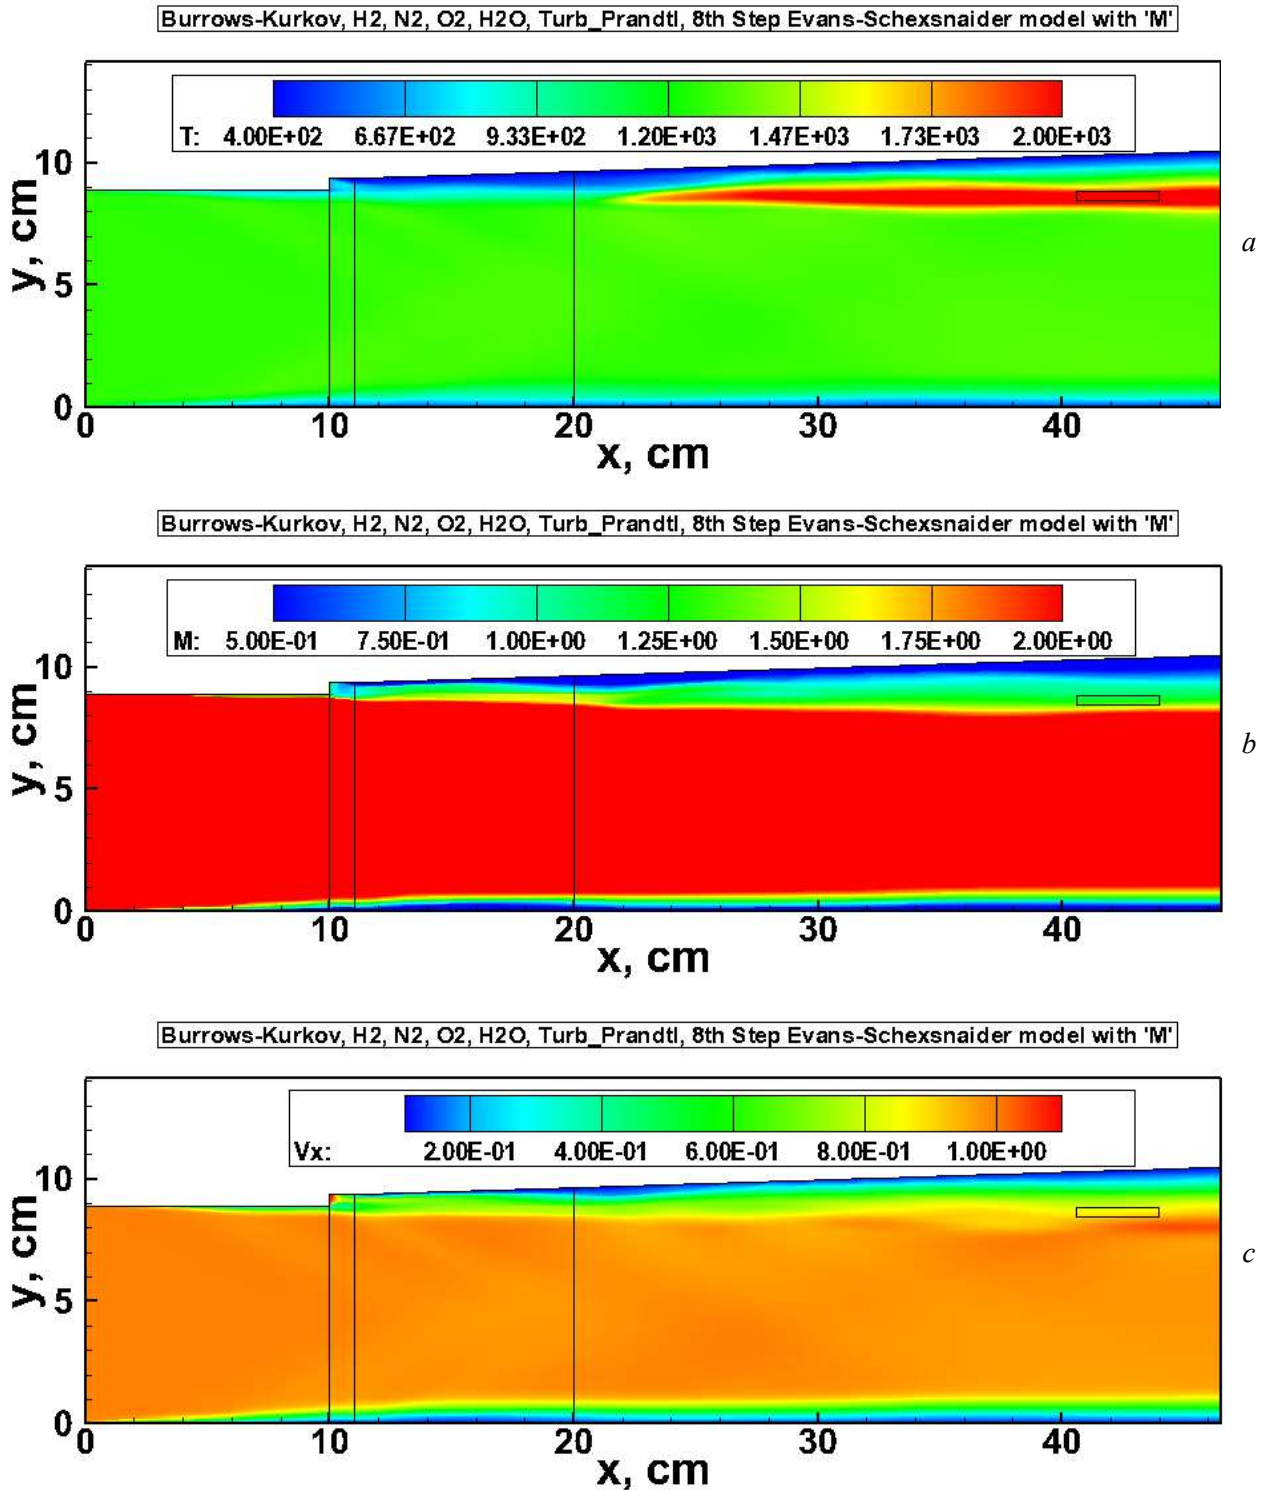 Burrows-Kurkov, H2, N2, O2, H2O, Turb_Prandtl, 8th Step Evans-Schexsnaider model with 'M'
T: 4.00E+02 6.67E+02 9.33E+02 1.20E+03 1.47E+03 1.73E+03 2.00E+03
10
y, cm
5
a
0
0 10 20 30 40
x, cm
Burrows-Kurkov, H2, N2, O2, H2O, Turb_Prandtl, 8th Step Evans-Schexsnaider model with 'M'
M: 5.00E-01 7.50E-01 1.00E+00 1.25E+00 1.50E+00 1.75E+00 2.00E+00
10
y, cm
5
b
0
0 10 20 30 40
x, cm
Burrows-Kurkov, H2, N2, O2, H2O, Turb_Prandtl, 8th Step Evans-Schexsnaider model with 'M'
Vx: 2.00E-01 4.00E-01 6.00E-01 8.00E-01 1.00E+00
10
y, cm
5
c
0
0 10 20 30 40
x, cm